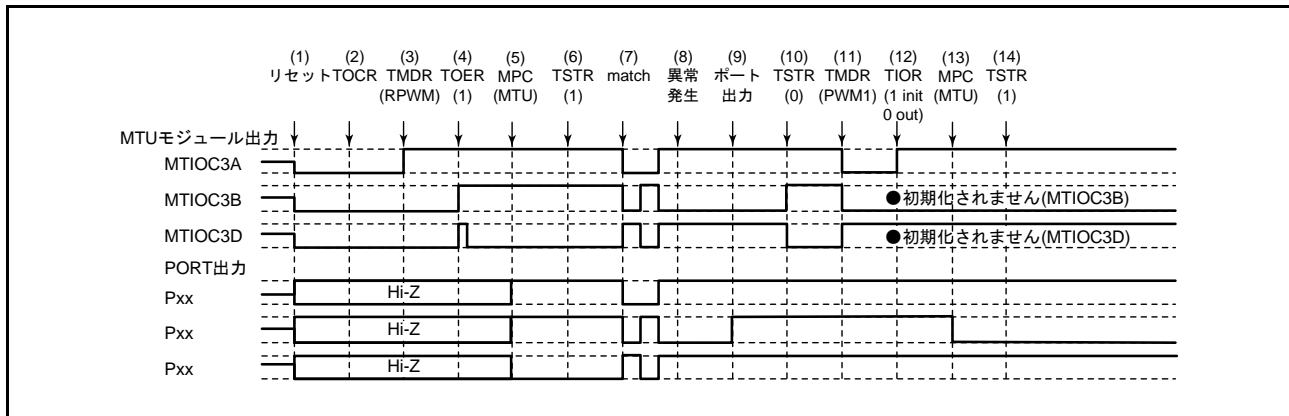 (1) (2) (3) (4) (5) (6) (7) (8) (9) (10) (11) (12) (13) (14)
リセット TOCR TMDR TOER MPC TSTR match 異常 ポート TSTR TMDR TIOR MPC TSTR
(RPWM) (1) (MTU) (1) 発生 出力 (0) (PWM1) (1 init (MTU) (1)
0 out)
MTUモジュール出力
MTIOC3A
MTIOC3B ●初期化されません(MTIOC3B)
MTIOC3D ●初期化されません(MTIOC3D)
PORT出力
Pxx Hi-Z
Pxx Hi-Z
Pxx Hi-Z